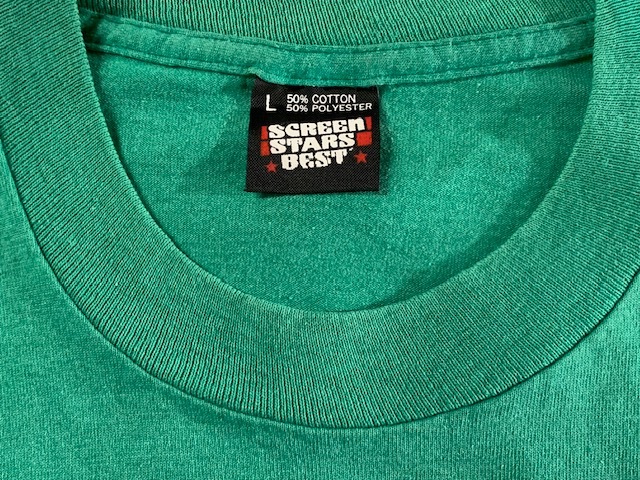 L 50% COTTON
50% POLYESTER
SCREEN
STARS
BEST